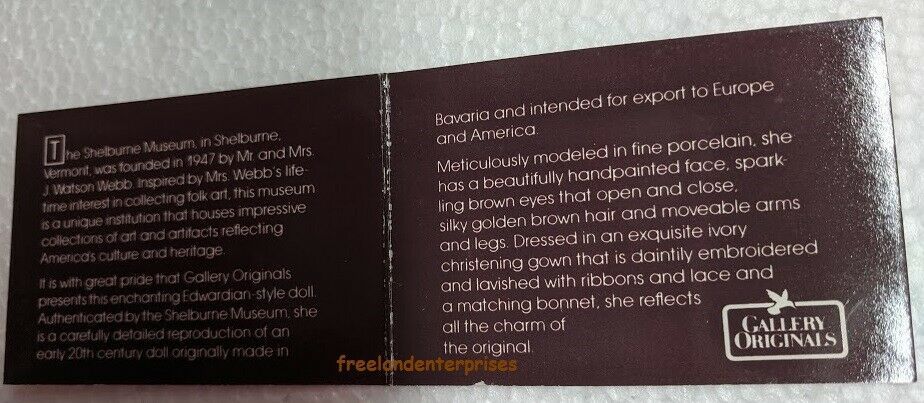 The Shelburne Museum, in Shelburne,
Vermont, was founded in 1947 by Mr. and Mrs.
J. Watson Webb. Inspired by Mrs. Webb's life-
time interest in collecting folk art, this museum
is a unique institution that houses impressive
collections of art and artifacts reflecting
America's culture and heritage.
It is with great pride that Gallery Originals
presents this enchanting Edwardian-style doll.
Authenticated by the Shelburne Museum, she
is a carefully detailed reproduction of an
early 20th century doll originally made in
Bavaria and intended for export to Europe
and America.
Meticulously modeled in fine porcelain, she
has a beautifully handpainted face, spark-
ling brown eyes that open and close,
silky golden brown hair and moveable arms
and legs. Dressed in an exquisite ivory
christening gown that is daintily embroidered
and lavished with ribbons and lace and
a matching bonnet, she reflects
all the charm of
the original.
GALLERY
ORIGINALS
freelandenterprises